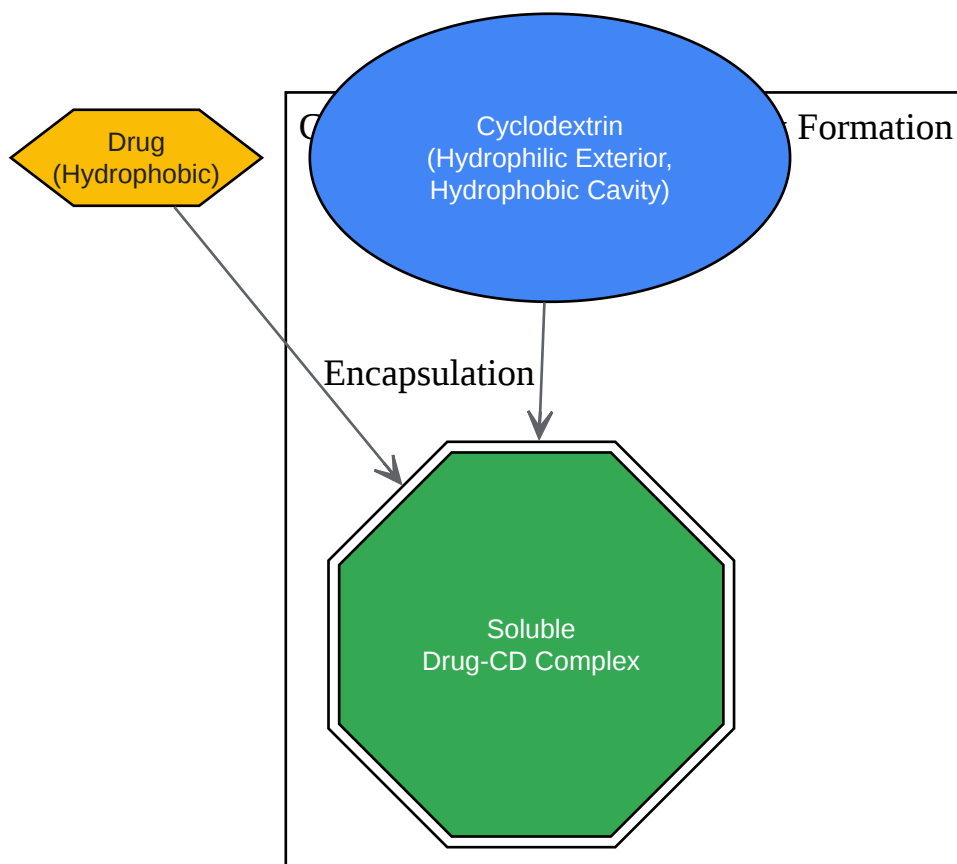 Drug
(Hydrophobic)
Cyclodextrin
(Hydrophilic Exterior,
Hydrophobic Cavity)
Formation
Encapsulation
Soluble
Drug-CD Complex